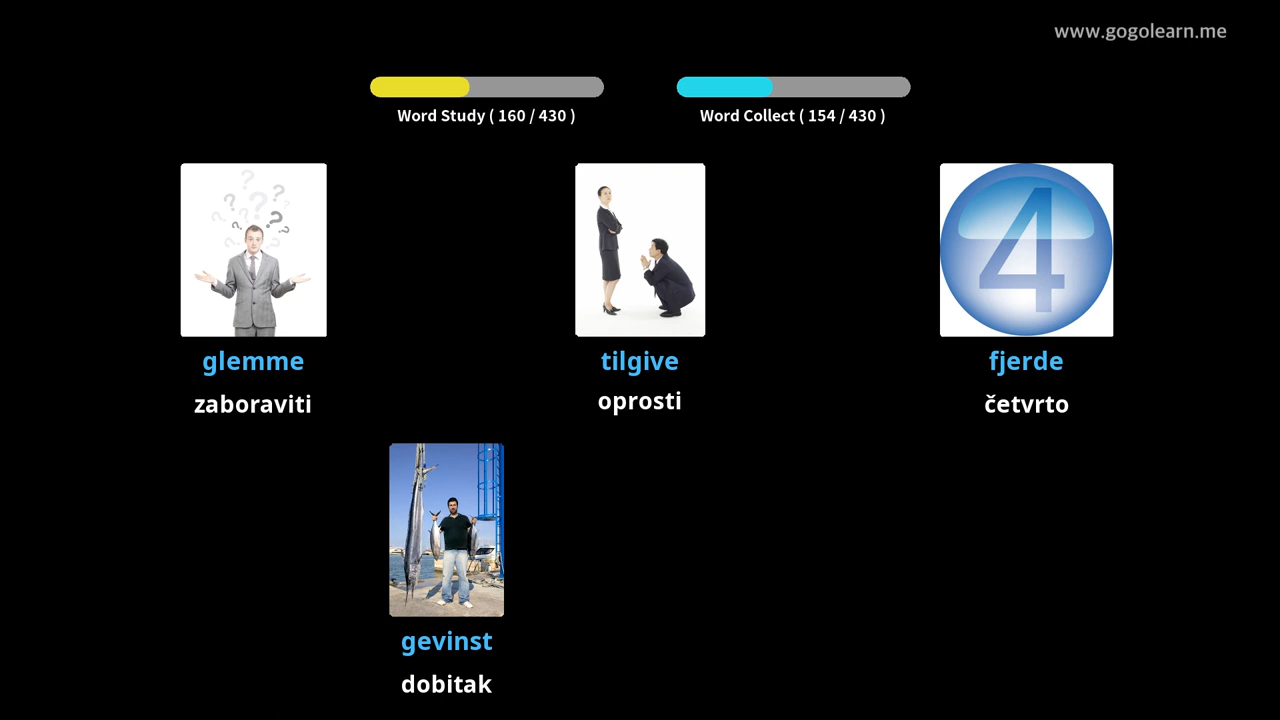 www.gogolearn.me
Word Study ( 160 / 430 )
Word Collect ( 154 / 430 )
4
glemme
zaboraviti
tilgive
oprosti
fjerde
četvrto
gevinst
dobitak